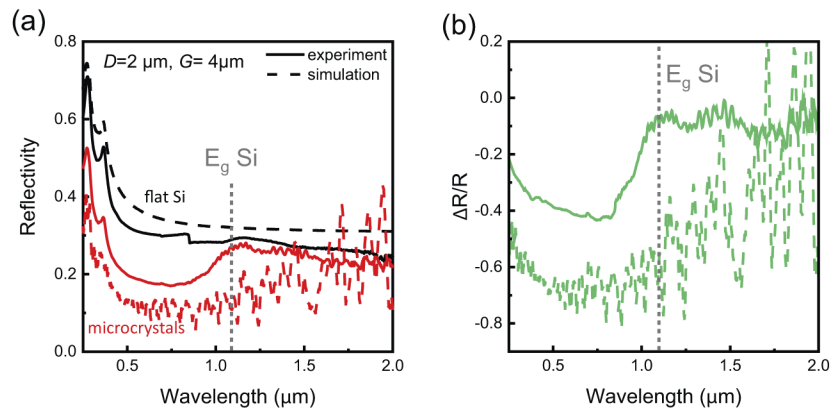 (a)
0.8
0.6
0.4
0.2
0.0
Reflectivity
D=2 μm, G= 4μm
experiment
simulation
E_g Si
flat Si
microcrystals
0.5 1.0 1.5 2.0
Wavelength (μm)
(b)
0.2
0.0
-0.2
-0.4
-0.6
-0.8
ΔR/R
E_g Si
0.5 1.0 1.5 2.0
Wavelength (μm)